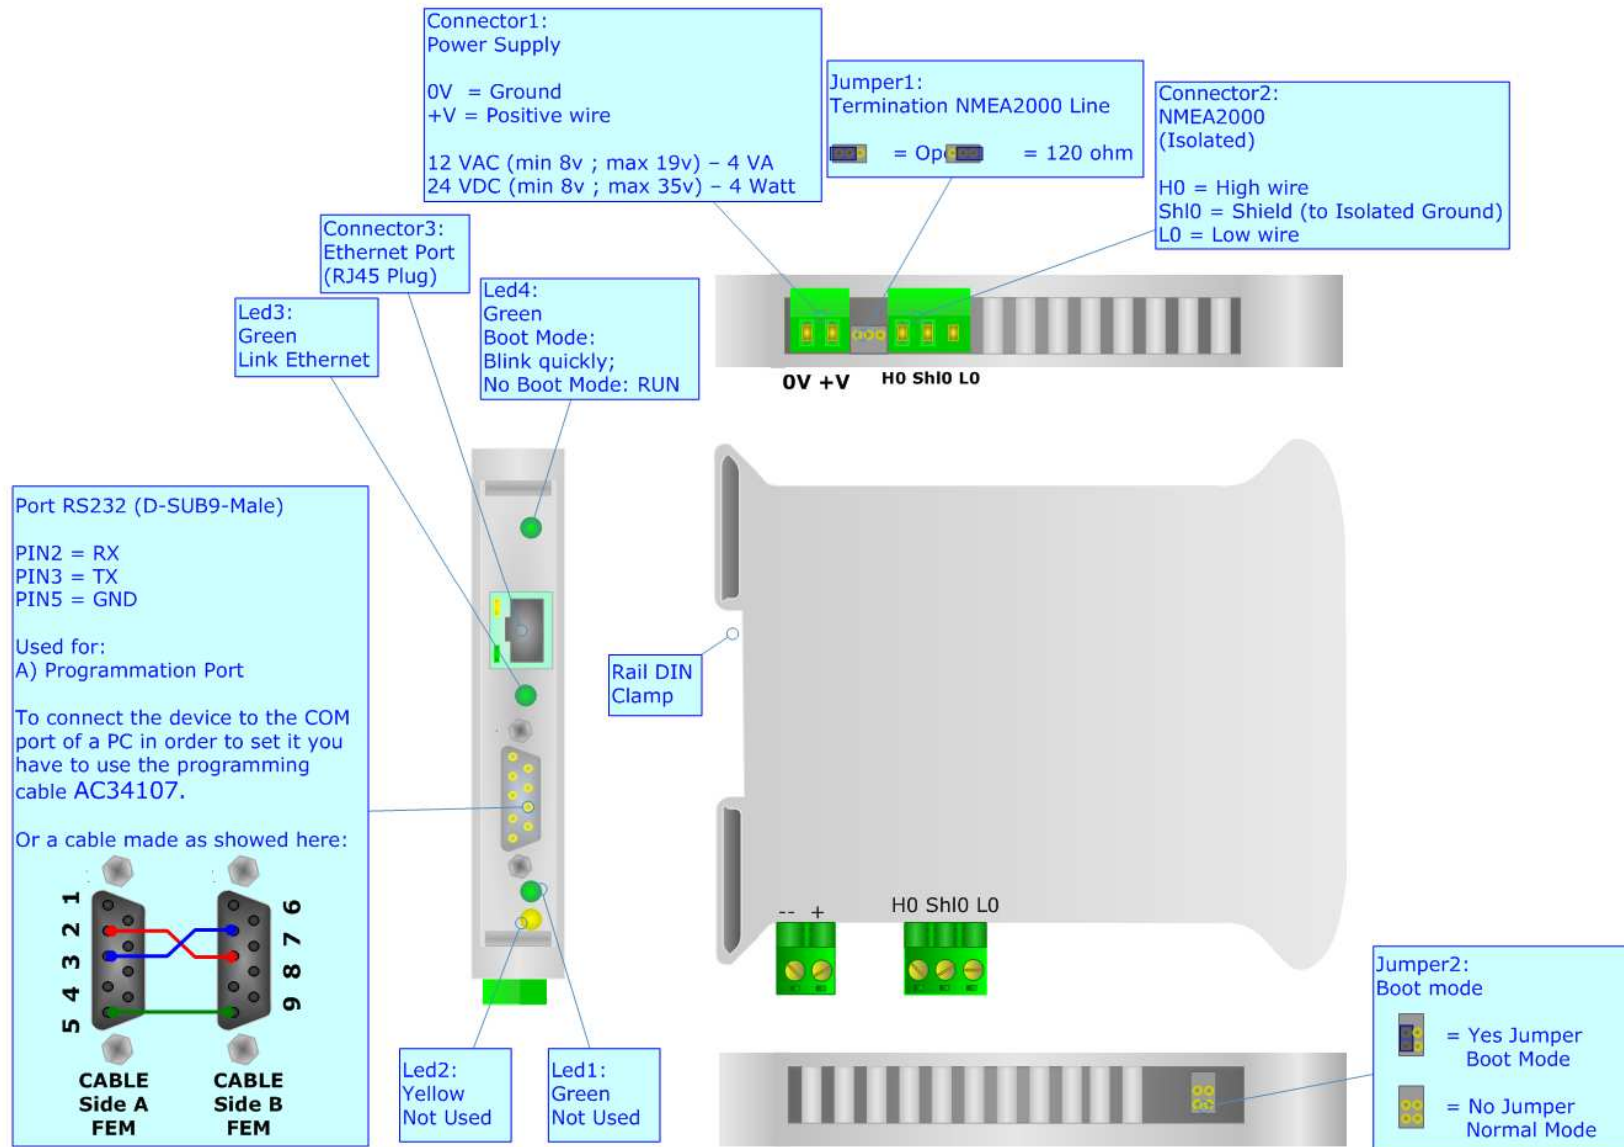 Connector1:
Power Supply
0V = Ground
+V = Positive wire
12 VAC (min 8v ; max 19v) – 4 VA
24 VDC (min 8v ; max 35v) – 4 Watt
Jumper1:
Termination NMEA2000 Line
= Op
= 120 ohm
Connector2:
NMEA2000
(Isolated)
H0 = High wire
Shl0 = Shield (to Isolated Ground)
L0 = Low wire
Connector3:
Ethernet Port
(RJ45 Plug)
Led4:
Green
Boot Mode:
Blink quickly;
No Boot Mode: RUN
Led3:
Green
Link Ethernet
0V +V
H0 Shl0 L0
Port RS232 (D-SUB9-Male)
PIN2 = RX
PIN3 = TX
PIN5 = GND
Used for:
A) Programmation Port
To connect the device to the COM
port of a PC in order to set it you
have to use the programming
cable AC34107.
Or a cable made as showed here:
1
2
3
4
5
6
7
8
9
CABLE
Side A
FEM
CABLE
Side B
FEM
Rail DIN
Clamp
-- +
H0 Shl0 L0
Led2:
Yellow
Not Used
Led1:
Green
Not Used
Jumper2:
Boot mode
= Yes Jumper
Boot Mode
= No Jumper
Normal Mode